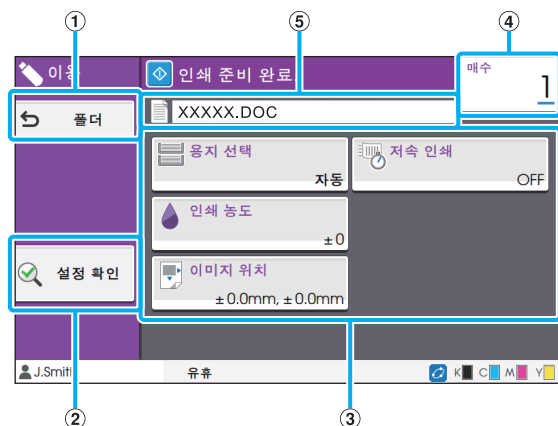 ① ⑤ ④
이용
인쇄 준비 완료
매수
1
폴더
XXXXX.DOC
용지 선택
자동
저속 인쇄
OFF
인쇄 농도
±0
설정 확인
이미지 위치
±0.0mm, ±0.0mm
J.Smith
유휴
K C M Y
② ③